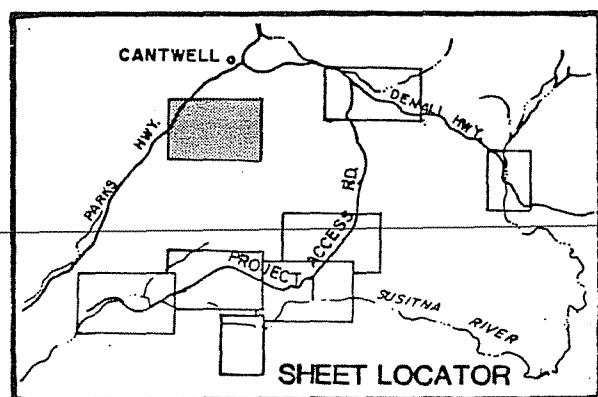 CANTWELL
DENALI HWY.
PARKS HWY.
PROJECT ACCESS RD.
SUSITNA RIVER
SHEET LOCATOR